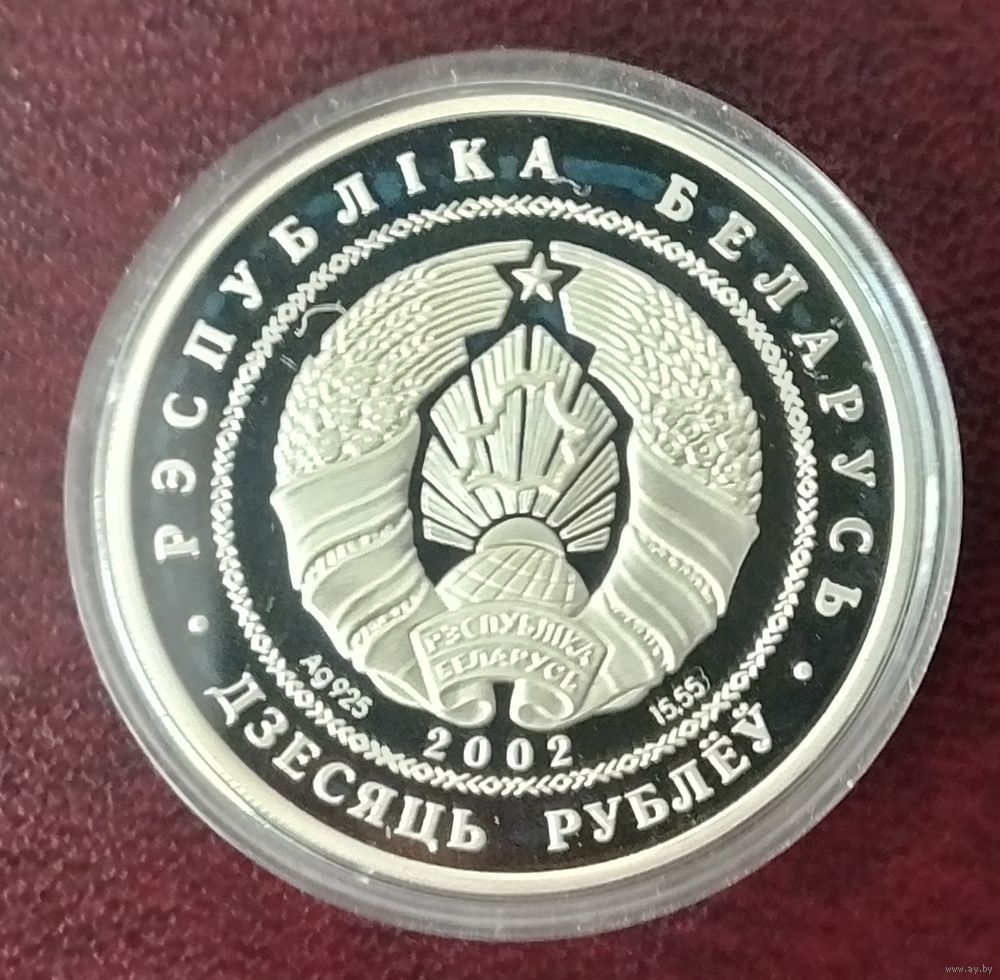 РЭСПУБЛІКА БЕЛАРУСЬ
РЭСПУБЛІКА
БЕЛАРУСЬ
Ag 925
15,55
2002
· ДЗЕСЯЦЬ РУБЛЁЎ ·
www.ay.by